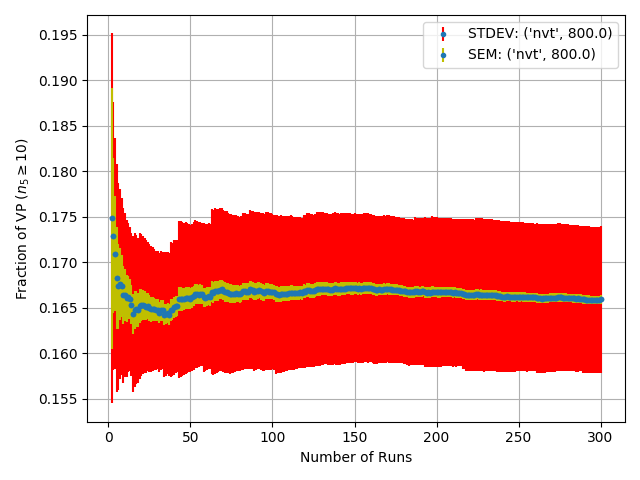 STDEV: ('nvt', 800.0)
SEM: ('nvt', 800.0)
0.195
0.190
0.185
0.180
0.175
0.170
0.165
0.160
0.155
Fraction of VP (n₅ ≥ 10)
0 50 100 150 200 250 300
Number of Runs